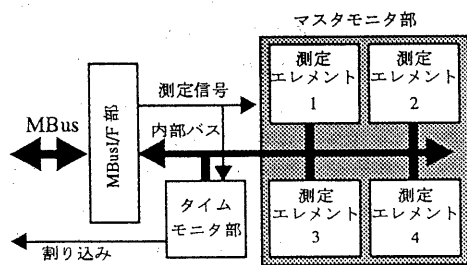 マスタモニタ部
測定
エレメント
1
測定
エレメント
2
測定信号
MBus
MBusI/F部
内部バス
タイム
モニタ部
測定
エレメント
3
測定
エレメント
4
割り込み